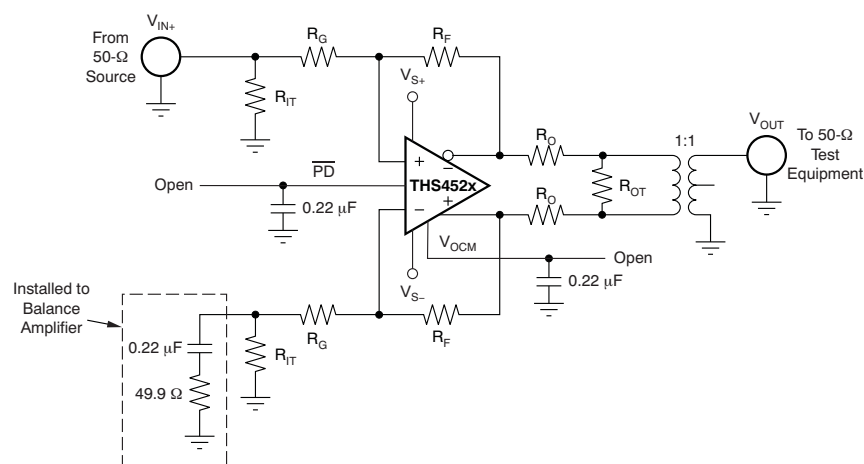 V_IN+
From
50-Ω
Source
R_IT
R_G
R_F
V_S+
Open
PD
0.22 μF
THS452x
+
−
−
+
V_OCM
V_S−
R_O
R_O
R_OT
1:1
V_OUT
To 50-Ω
Test
Equipment
Open
0.22 μF
Installed to
Balance
Amplifier
0.22 μF
49.9 Ω
R_IT
R_G
R_F